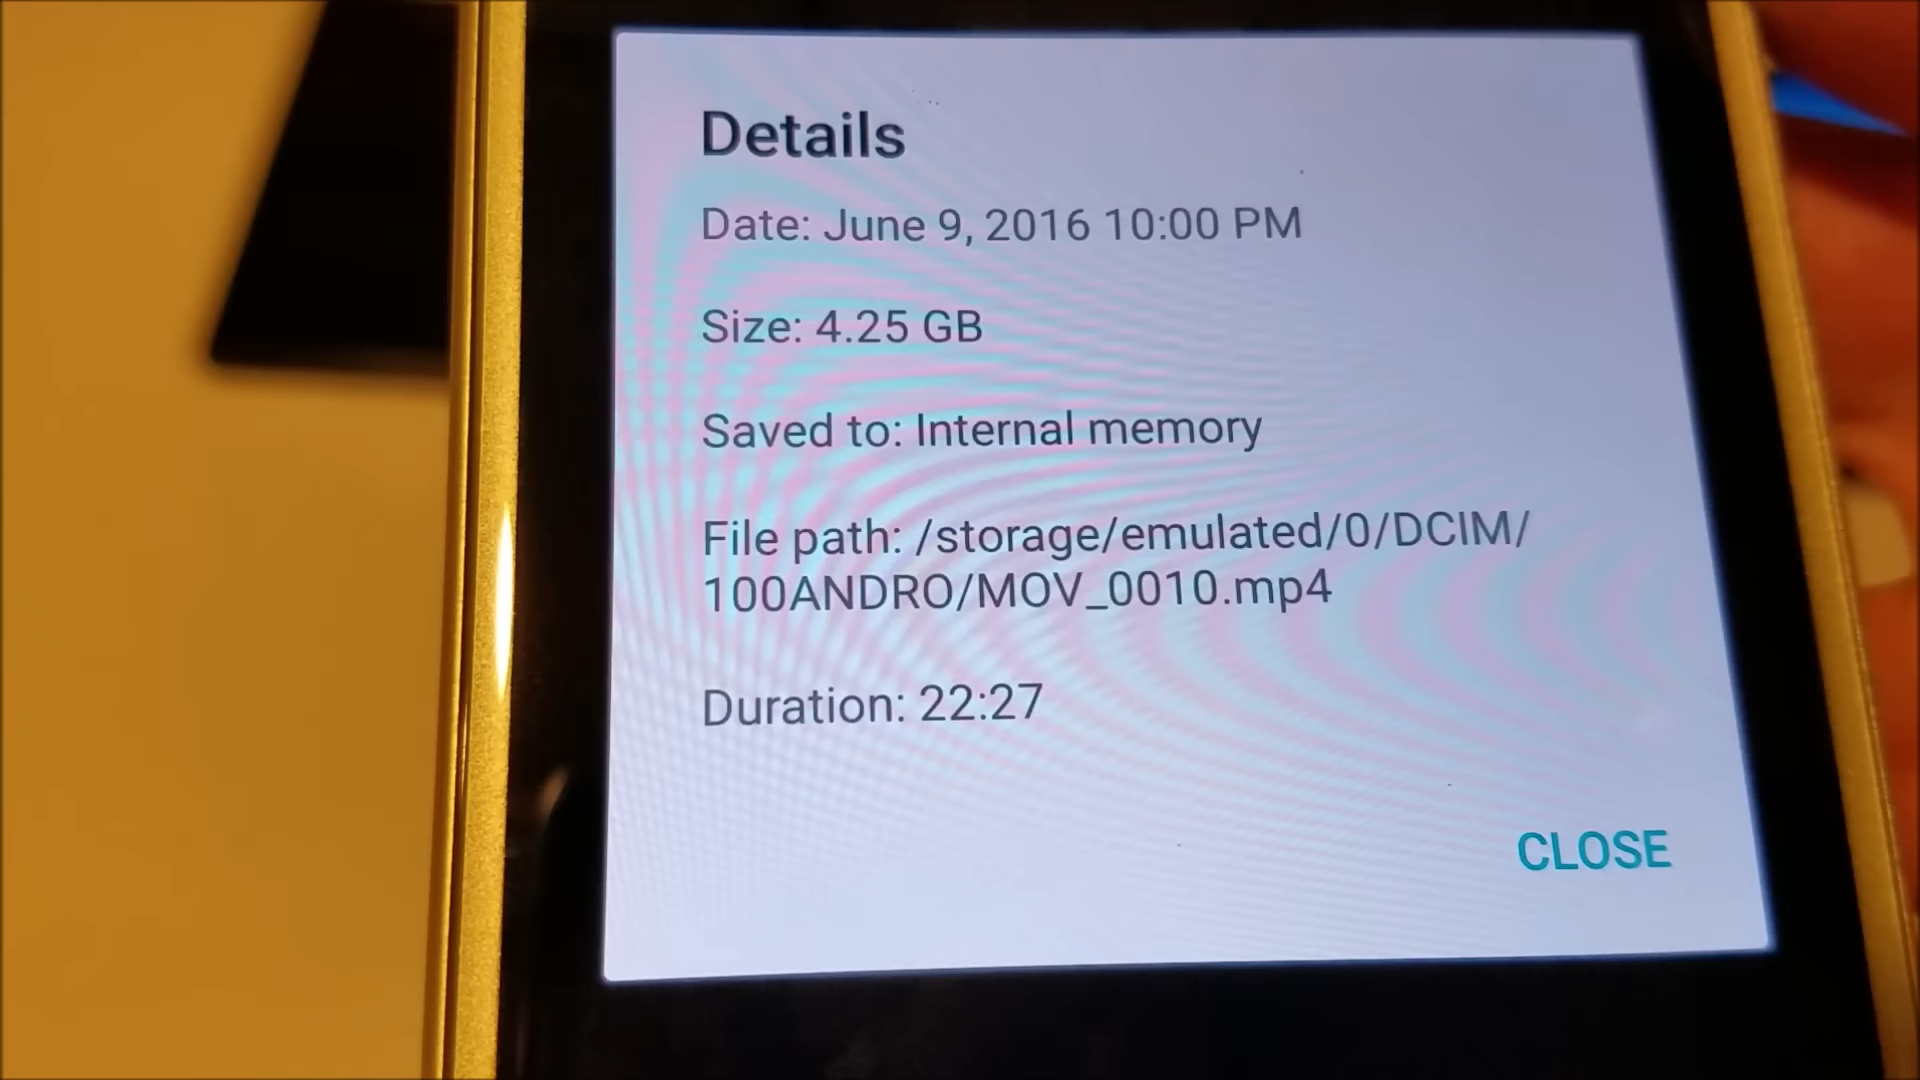 Details
Date: June 9, 2016 10:00 PM
Size: 4.25 GB
Saved to: Internal memory
File path: /storage/emulated/0/DCIM/
100ANDRO/MOV_0010.mp4
Duration: 22:27
CLOSE